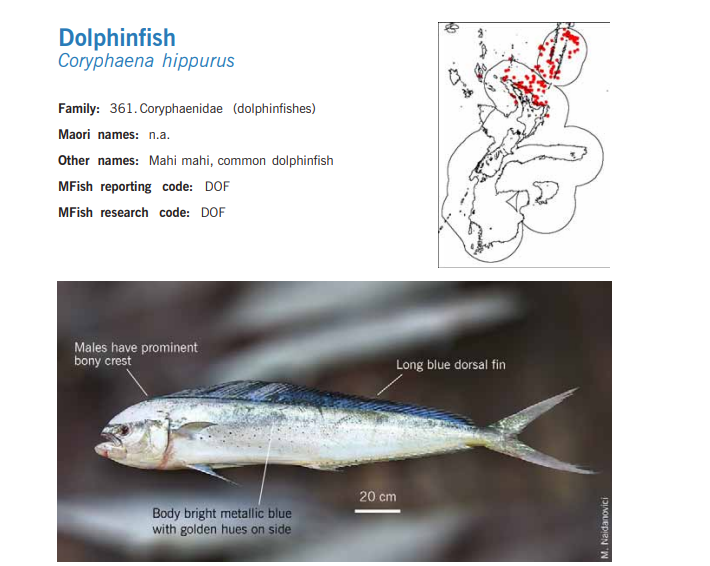 Dolphinfish
Coryphaena hippurus
Family: 361. Coryphaenidae (dolphinfishes)
Maori names: n.a.
Other names: Mahi mahi, common dolphinfish
MFish reporting code: DOF
MFish research code: DOF
Males have prominent
bony crest
Long blue dorsal fin
20 cm
Body bright metallic blue
with golden hues on side
M. Naidanovici